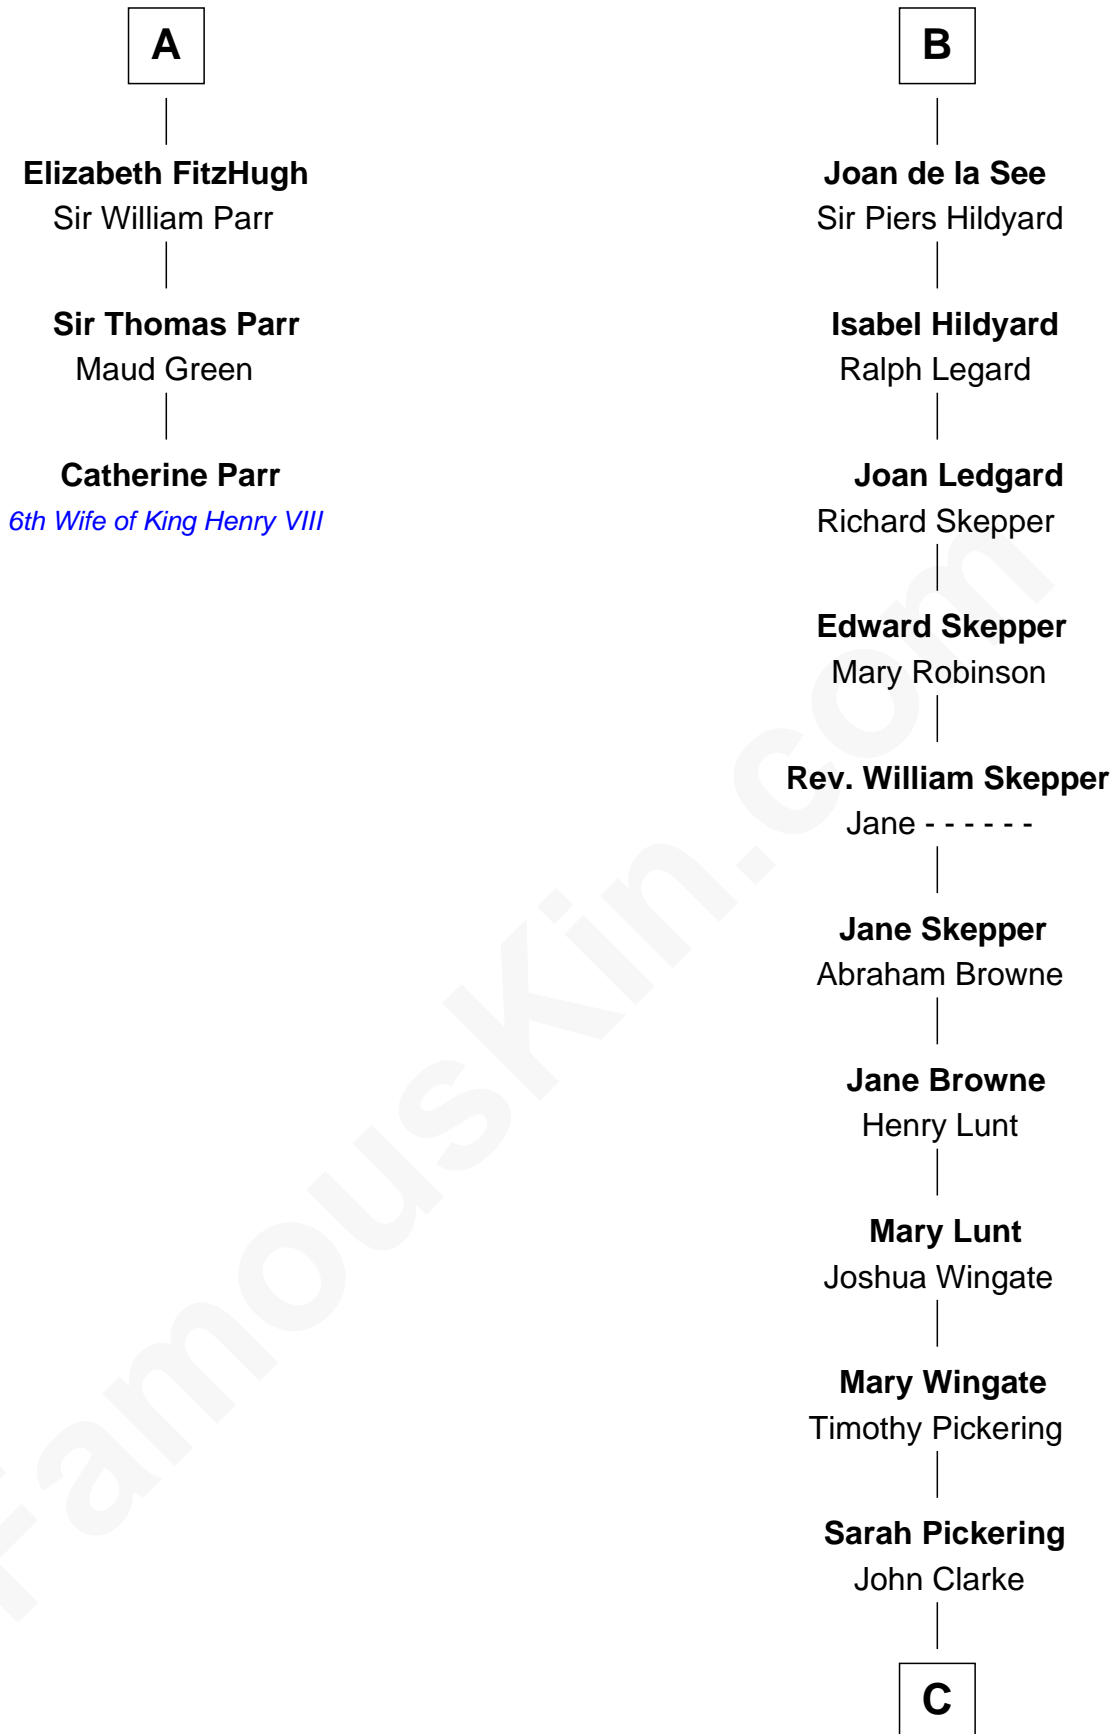 A
Elizabeth FitzHugh
Sir William Parr
Sir Thomas Parr
Maud Green
Catherine Parr
6th Wife of King Henry VIII
B
Joan de la See
Sir Piers Hildyard
Isabel Hildyard
Ralph Legard
Joan Ledgard
Richard Skepper
Edward Skepper
Mary Robinson
Rev. William Skepper
Jane - - - - - -
Jane Skepper
Abraham Browne
Jane Browne
Henry Lunt
Mary Lunt
Joshua Wingate
Mary Wingate
Timothy Pickering
Sarah Pickering
John Clarke
C
FamousKin.com